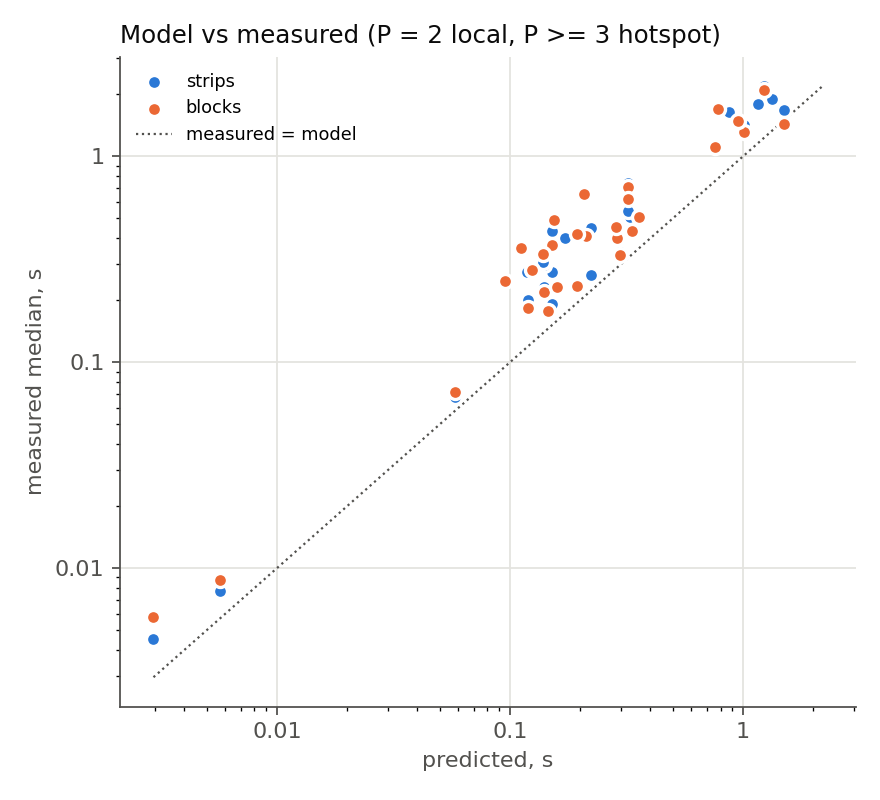 Model vs measured (P = 2 local, P >= 3 hotspot)
strips
blocks
measured = model
1
0.1
0.01
measured median, s
0.01
0.1
1
predicted, s